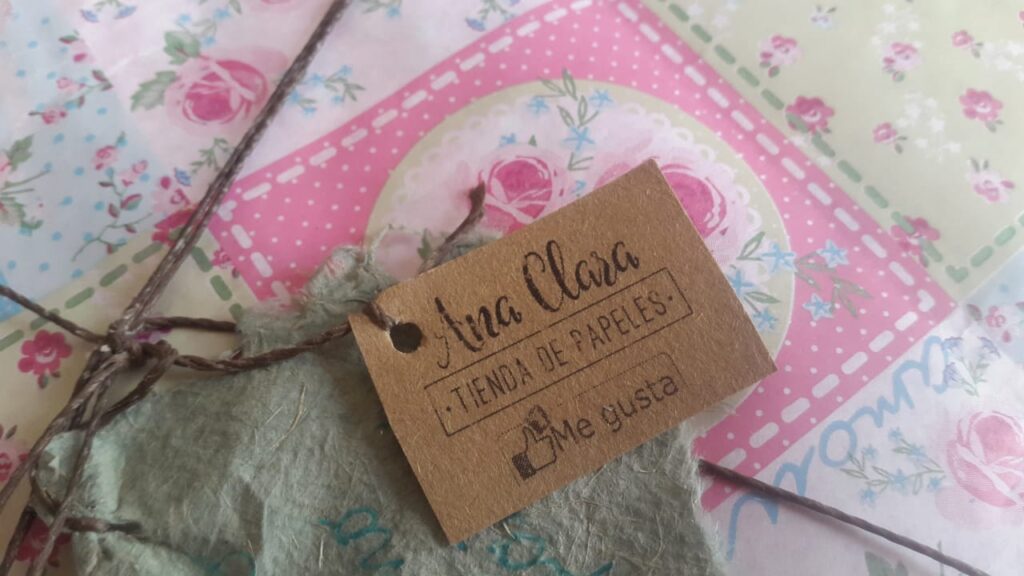 Ana Clara
·TIENDA DE PAPELES·
Me gusta